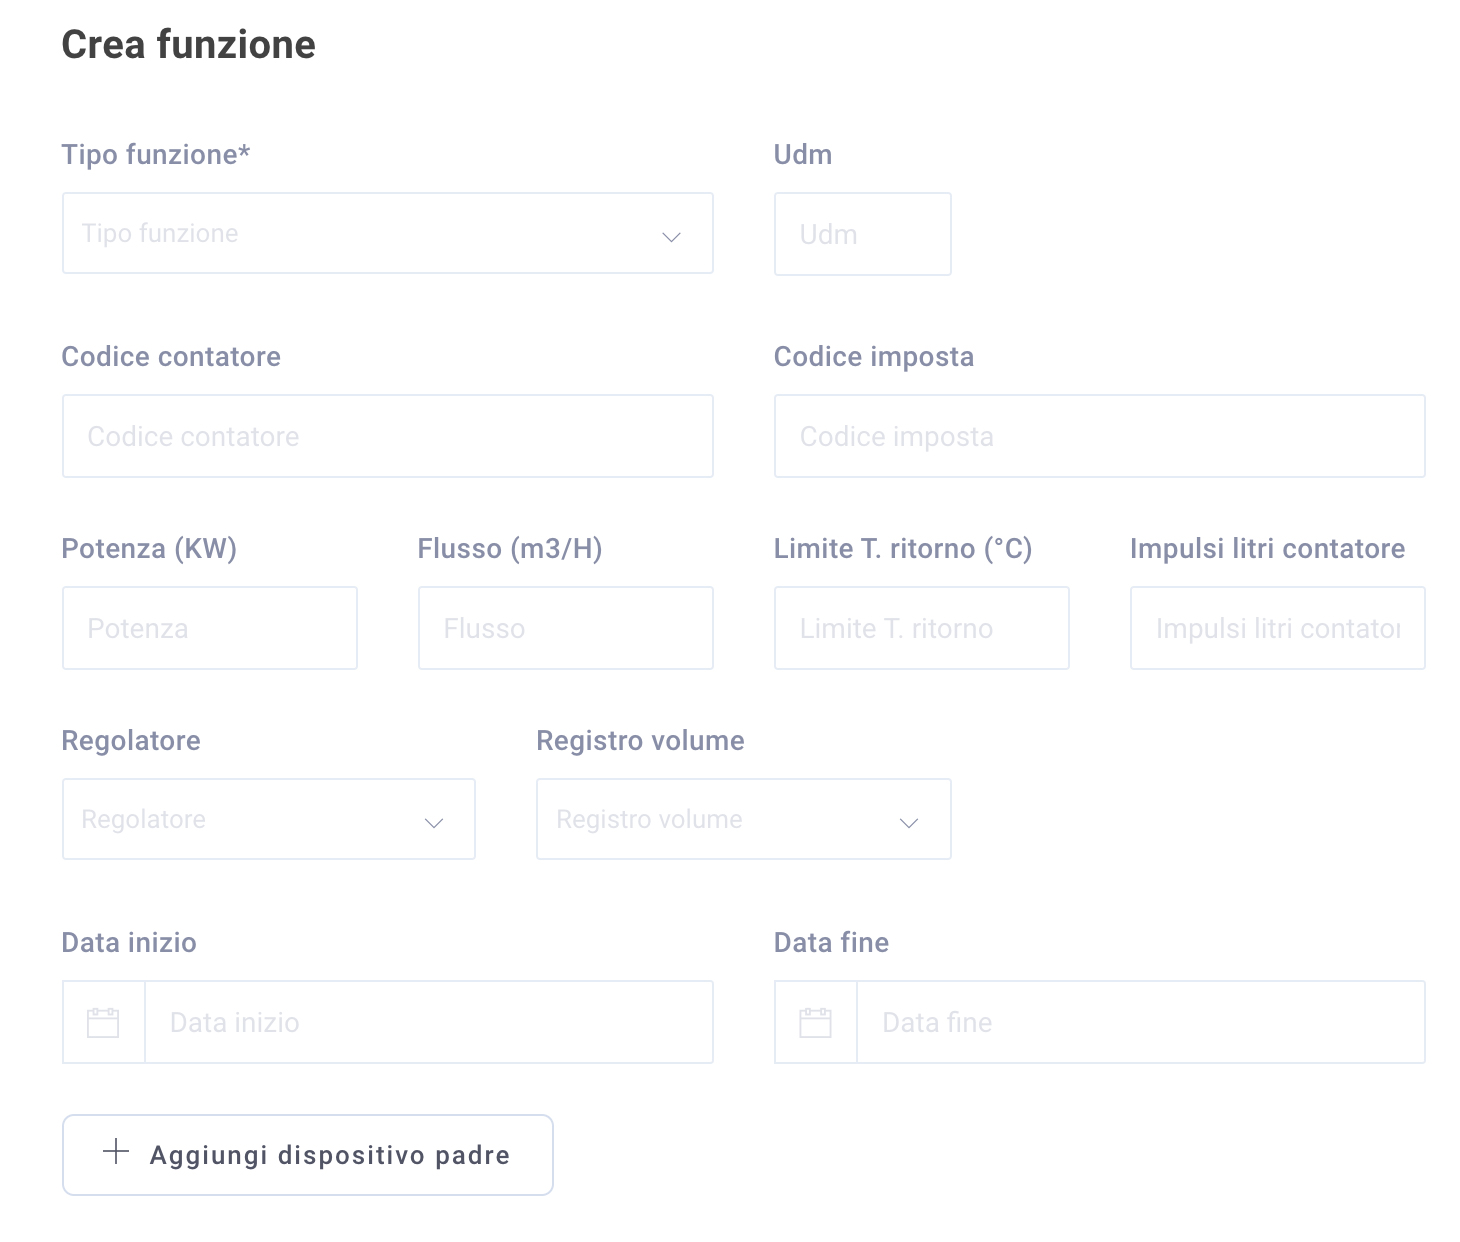 Crea funzione
Tipo funzione* Udm
Tipo funzione Udm
Codice contatore Codice imposta
Codice contatore Codice imposta
Potenza (KW) Flusso (m3/H) Limite T. ritorno (°C) Impulsi litri contatore
Potenza Flusso Limite T. ritorno Impulsi litri contator
Regolatore Registro volume
Regolatore Registro volume
Data inizio Data fine
Data inizio Data fine
Aggiungi dispositivo padre